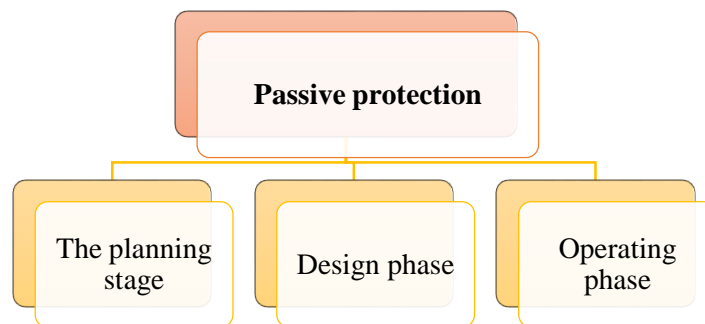 Passive protection
The planning
stage
Design phase
Operating
phase